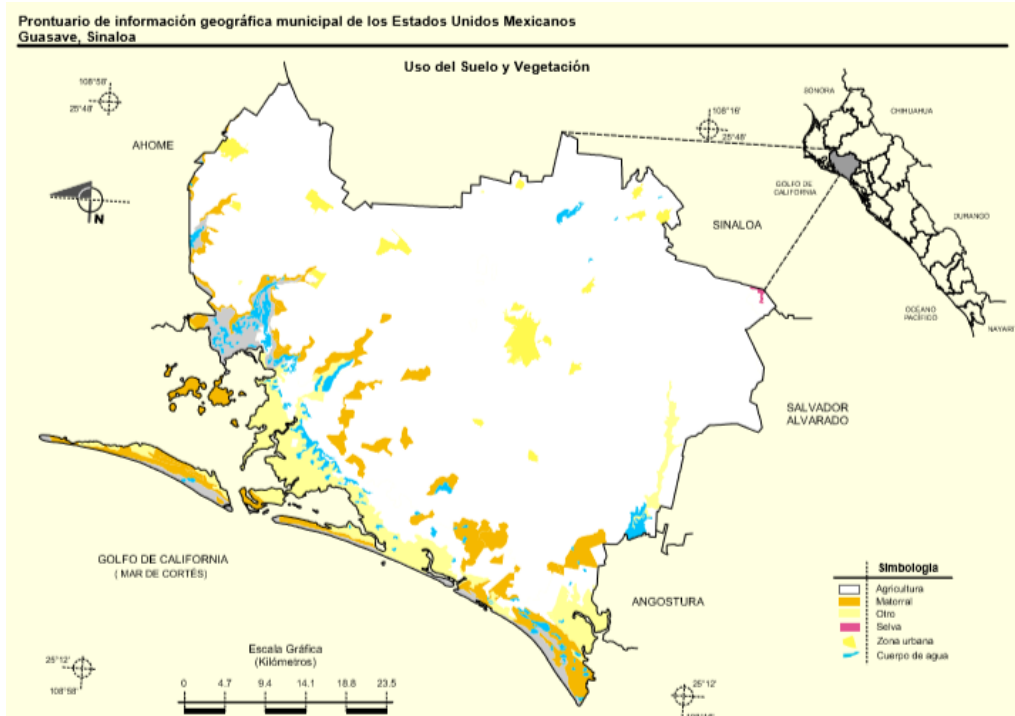 Prontuario de información geográfica municipal de los Estados Unidos Mexicanos
Guasave, Sinaloa
Uso del Suelo y Vegetación
108°58'
25°48'
108°16'
25°48'
SONORA
CHIHUAHUA
AHOME
GOLFO DE
CALIFORNIA
N
DURANGO
SINALOA
OCEANO
PACÍFICO
NAYARIT
SALVADOR
ALVARADO
GOLFO DE CALIFORNIA
( MAR DE CORTÉS)
ANGOSTURA
Simbología
Agricultura
Matorral
Otro
Selva
Zona urbana
Cuerpo de agua
Escala Gráfica
(Kilómetros)
0 4.7 9.4 14.1 18.8 23.5
25°12'
108°58'
25°12'